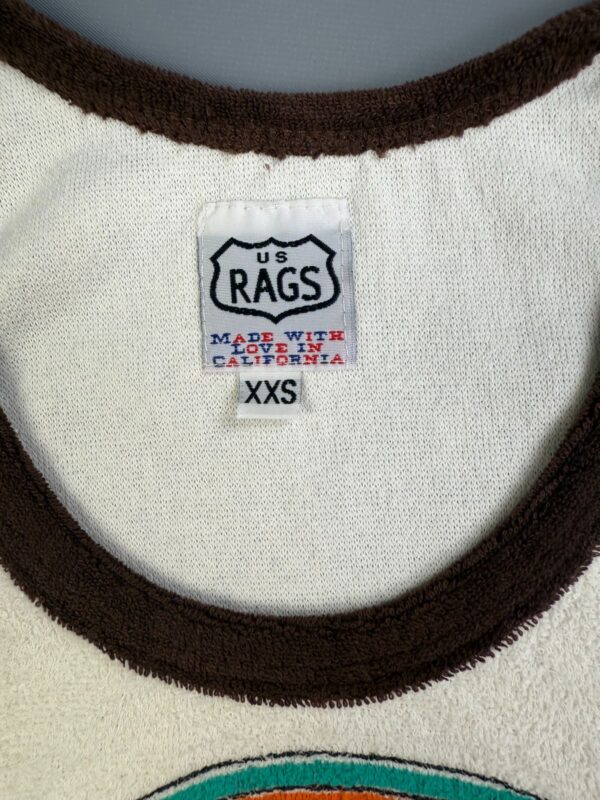 US
RAGS
MADE WITH
LOVE IN
CALIFORNIA
XXS